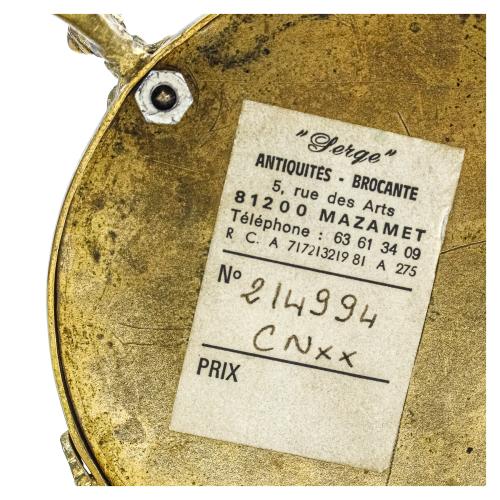 "Serge"
ANTIQUITÉS - BROCANTE
5, rue des Arts
81200 MAZAMET
Téléphone : 63 61 34 09
R C. A 717213219 81 A 275
N° 214994
CNxx
PRIX